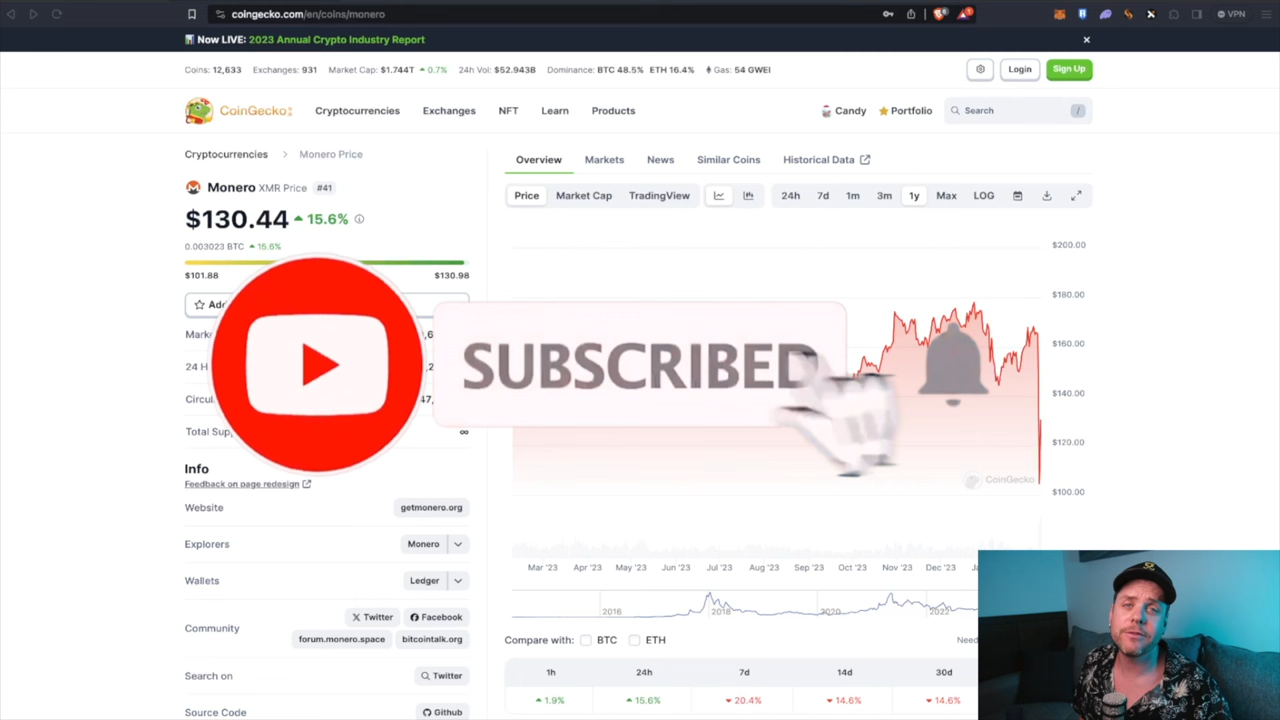 coingecko.com/en/coins/monero
VPN
Now LIVE: 2023 Annual Crypto Industry Report
Coins: 12,633 Exchanges: 931 Market Cap: $1.744T 0.7% 24h Vol: $52.943B Dominance: BTC 48.5% ETH 16.4% Gas: 54 GWEI
Login
Sign Up
CoinGecko
Cryptocurrencies Exchanges NFT Learn Products
Candy Portfolio Search /
Cryptocurrencies Monero Price
Monero XMR Price #41
$130.44 15.6%
0.003023 BTC 15.6%
$101.88 $130.98
Overview Markets News Similar Coins Historical Data
Price Market Cap TradingView 24h 7d 1m 3m 1y Max LOG
$200.00
$180.00
$160.00
$140.00
$120.00
$100.00
SUBSCRIBED
24 H
∞
CoinGecko
Info
Feedback on page redesign
Website getmonero.org
Explorers Monero
Wallets Ledger
Community Twitter Facebook
forum.monero.space bitcointalk.org
Search on Twitter
Source Code Github
Mar '23 Apr '23 May '23 Jun '23 Jul '23 Aug '23 Sep '23 Oct '23 Nov '23 Dec '23
2016 2018 2020 2022
Compare with: BTC ETH
1h 24h 7d 14d 30d
1.9% 15.6% 20.4% 14.6% 14.6%